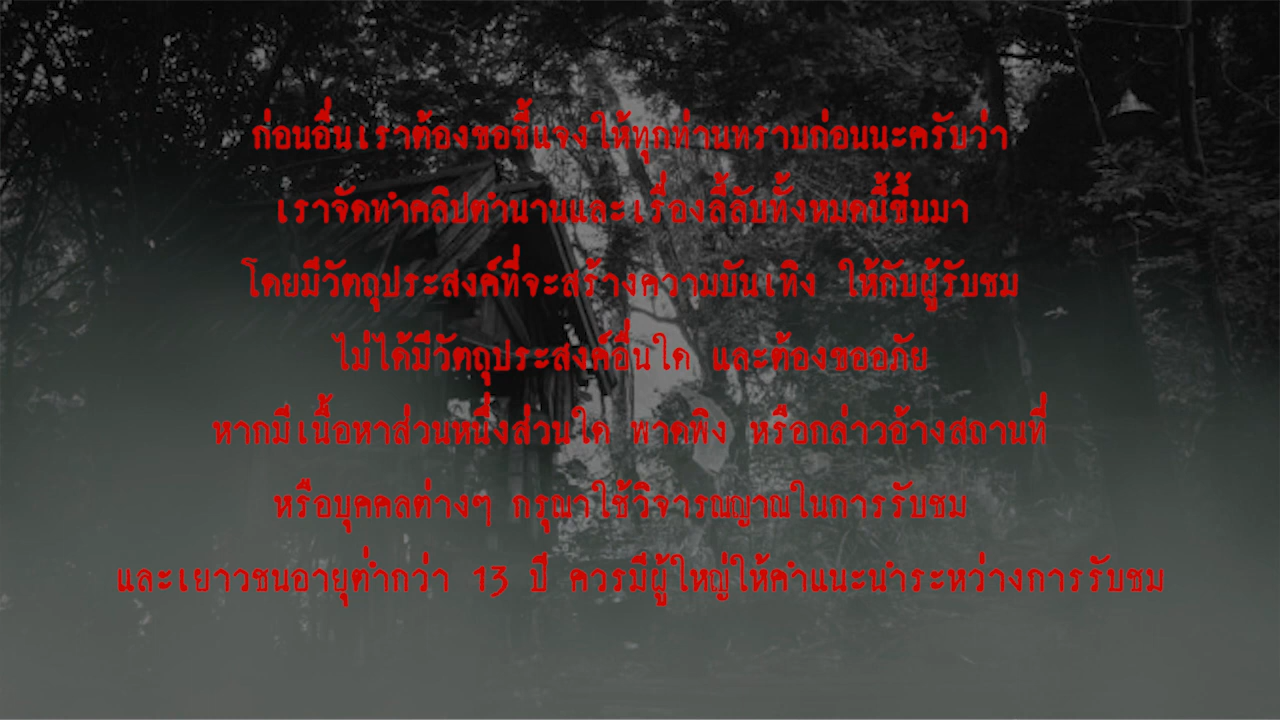 ก่อนอื่นเราต้องขอชี้แจงให้ทุกท่านทราบก่อนนะครับว่า
เราจัดทำคลิปตำนานและเรื่องลี้ลับทั้งหมดนี้ขึ้นมา
โดยมีวัตถุประสงค์ที่จะสร้างความบันเทิง ให้กับผู้รับชม
ไม่ได้มีวัตถุประสงค์อื่นใด และต้องขออภัย
หากมีเนื้อหาส่วนหนึ่งส่วนใด พาดพิง หรือกล่าวอ้างสถานที่
หรือบุคคลต่างๆ กรุณาใช้วิจารณญาณในการรับชม
และเยาวชนอายุต่ำกว่า 13 ปี ควรมีผู้ใหญ่ให้คำแนะนำระหว่างการรับชม